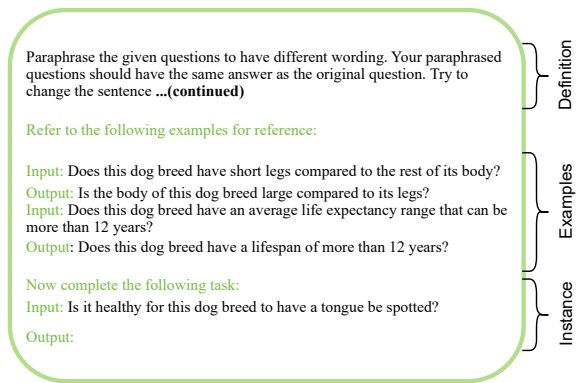 Paraphrase the given questions to have different wording. Your paraphrased
questions should have the same answer as the original question. Try to
change the sentence ...(continued)
Definition
Refer to the following examples for reference:
Input: Does this dog breed have short legs compared to the rest of its body?
Output: Is the body of this dog breed large compared to its legs?
Input: Does this dog breed have an average life expectancy range that can be
more than 12 years?
Output: Does this dog breed have a lifespan of more than 12 years?
Examples
Now complete the following task:
Input: Is it healthy for this dog breed to have a tongue be spotted?
Output:
Instance